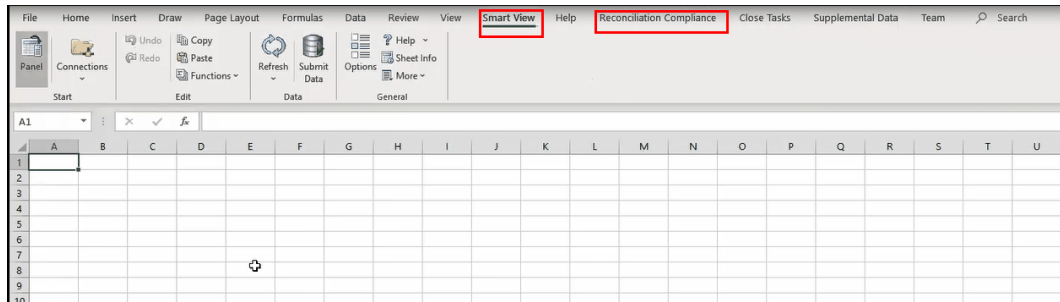 File Home Insert Draw Page Layout Formulas Data Review View Smart View Help Reconciliation Compliance Close Tasks Supplemental Data Team Search
Undo Copy Help
Redo Paste Sheet Info
Panel Connections Functions Refresh Submit Data Options More
Start Edit Data General
A1 fx
A B C D E F G H I J K L M N O P Q R S T U
1
2
3
4
5
6
7
8
9
10